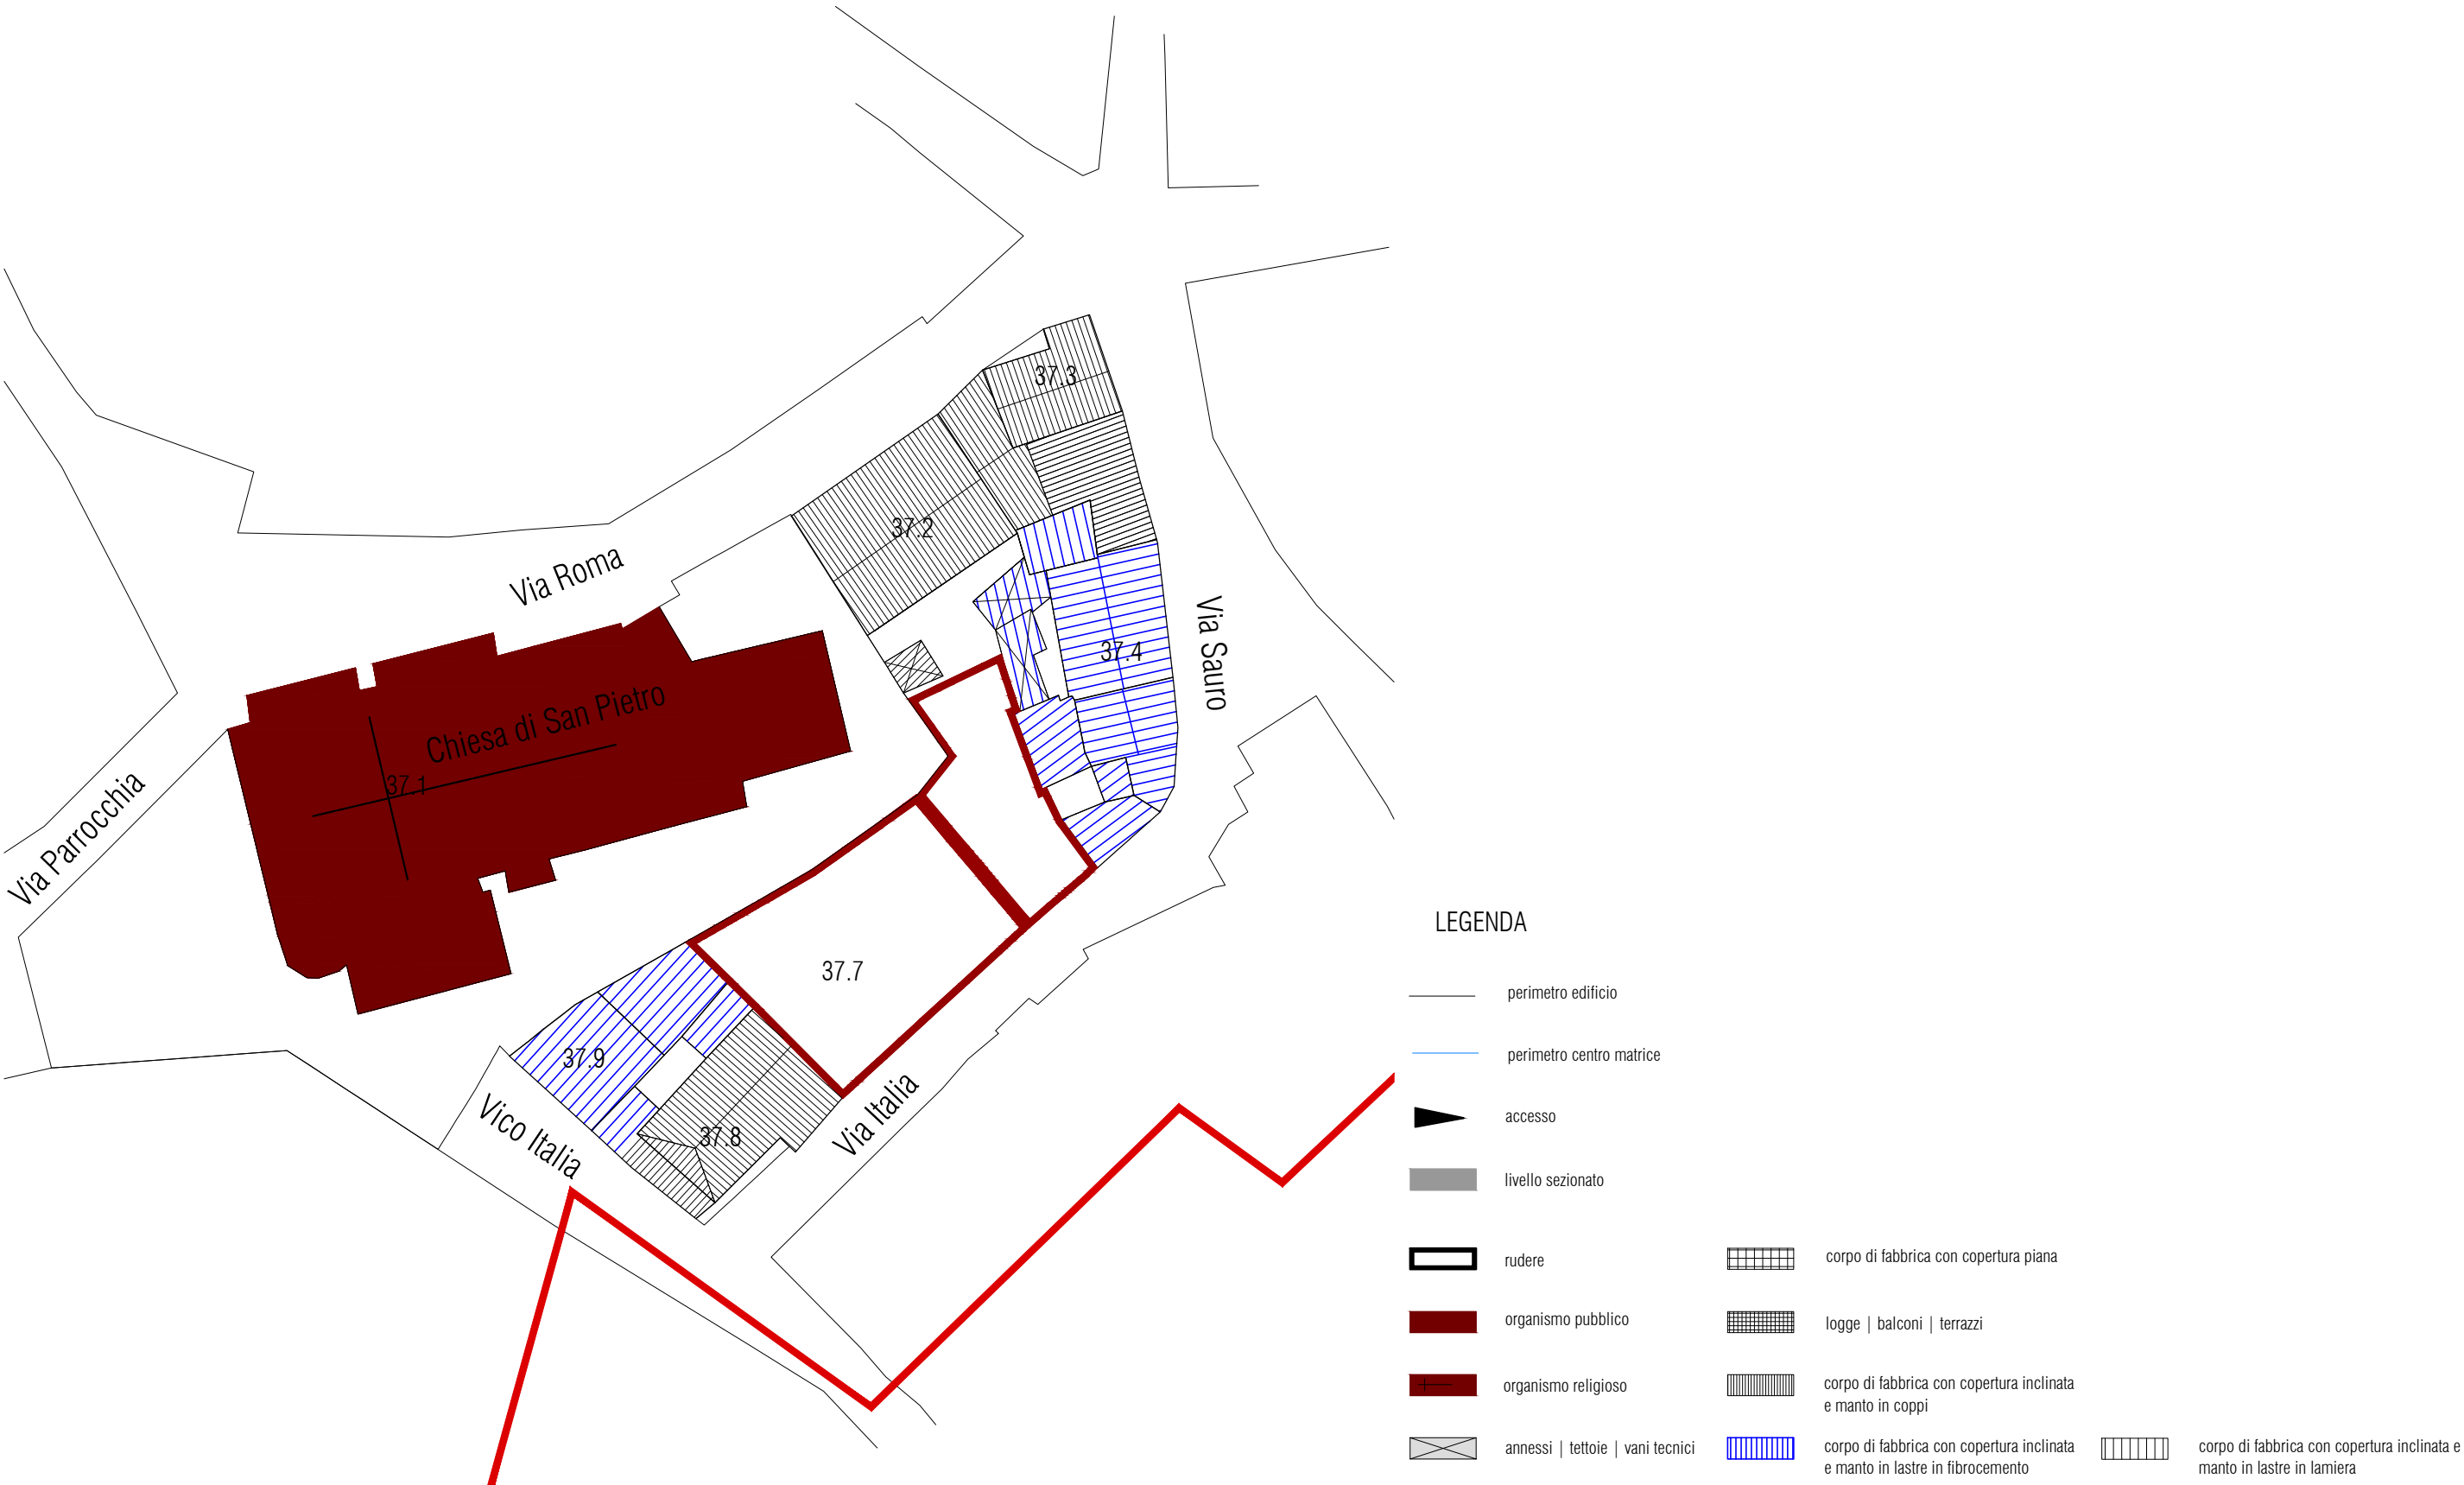 37.3
37.2
Via Roma
37.4
Via Sauro
Chiesa di San Pietro
37.1
Via Parrocchia
37.7
37.9
37.8
Vico Italia
Via Italia
LEGENDA
perimetro edificio
perimetro centro matrice
accesso
livello sezionato
rudere
organismo pubblico
organismo religioso
annessi | tettoie | vani tecnici
corpo di fabbrica con copertura piana
logge | balconi | terrazzi
corpo di fabbrica con copertura inclinata
e manto in coppi
corpo di fabbrica con copertura inclinata
e manto in lastre in fibrocemento
corpo di fabbrica con copertura inclinata e
manto in lastre in lamiera